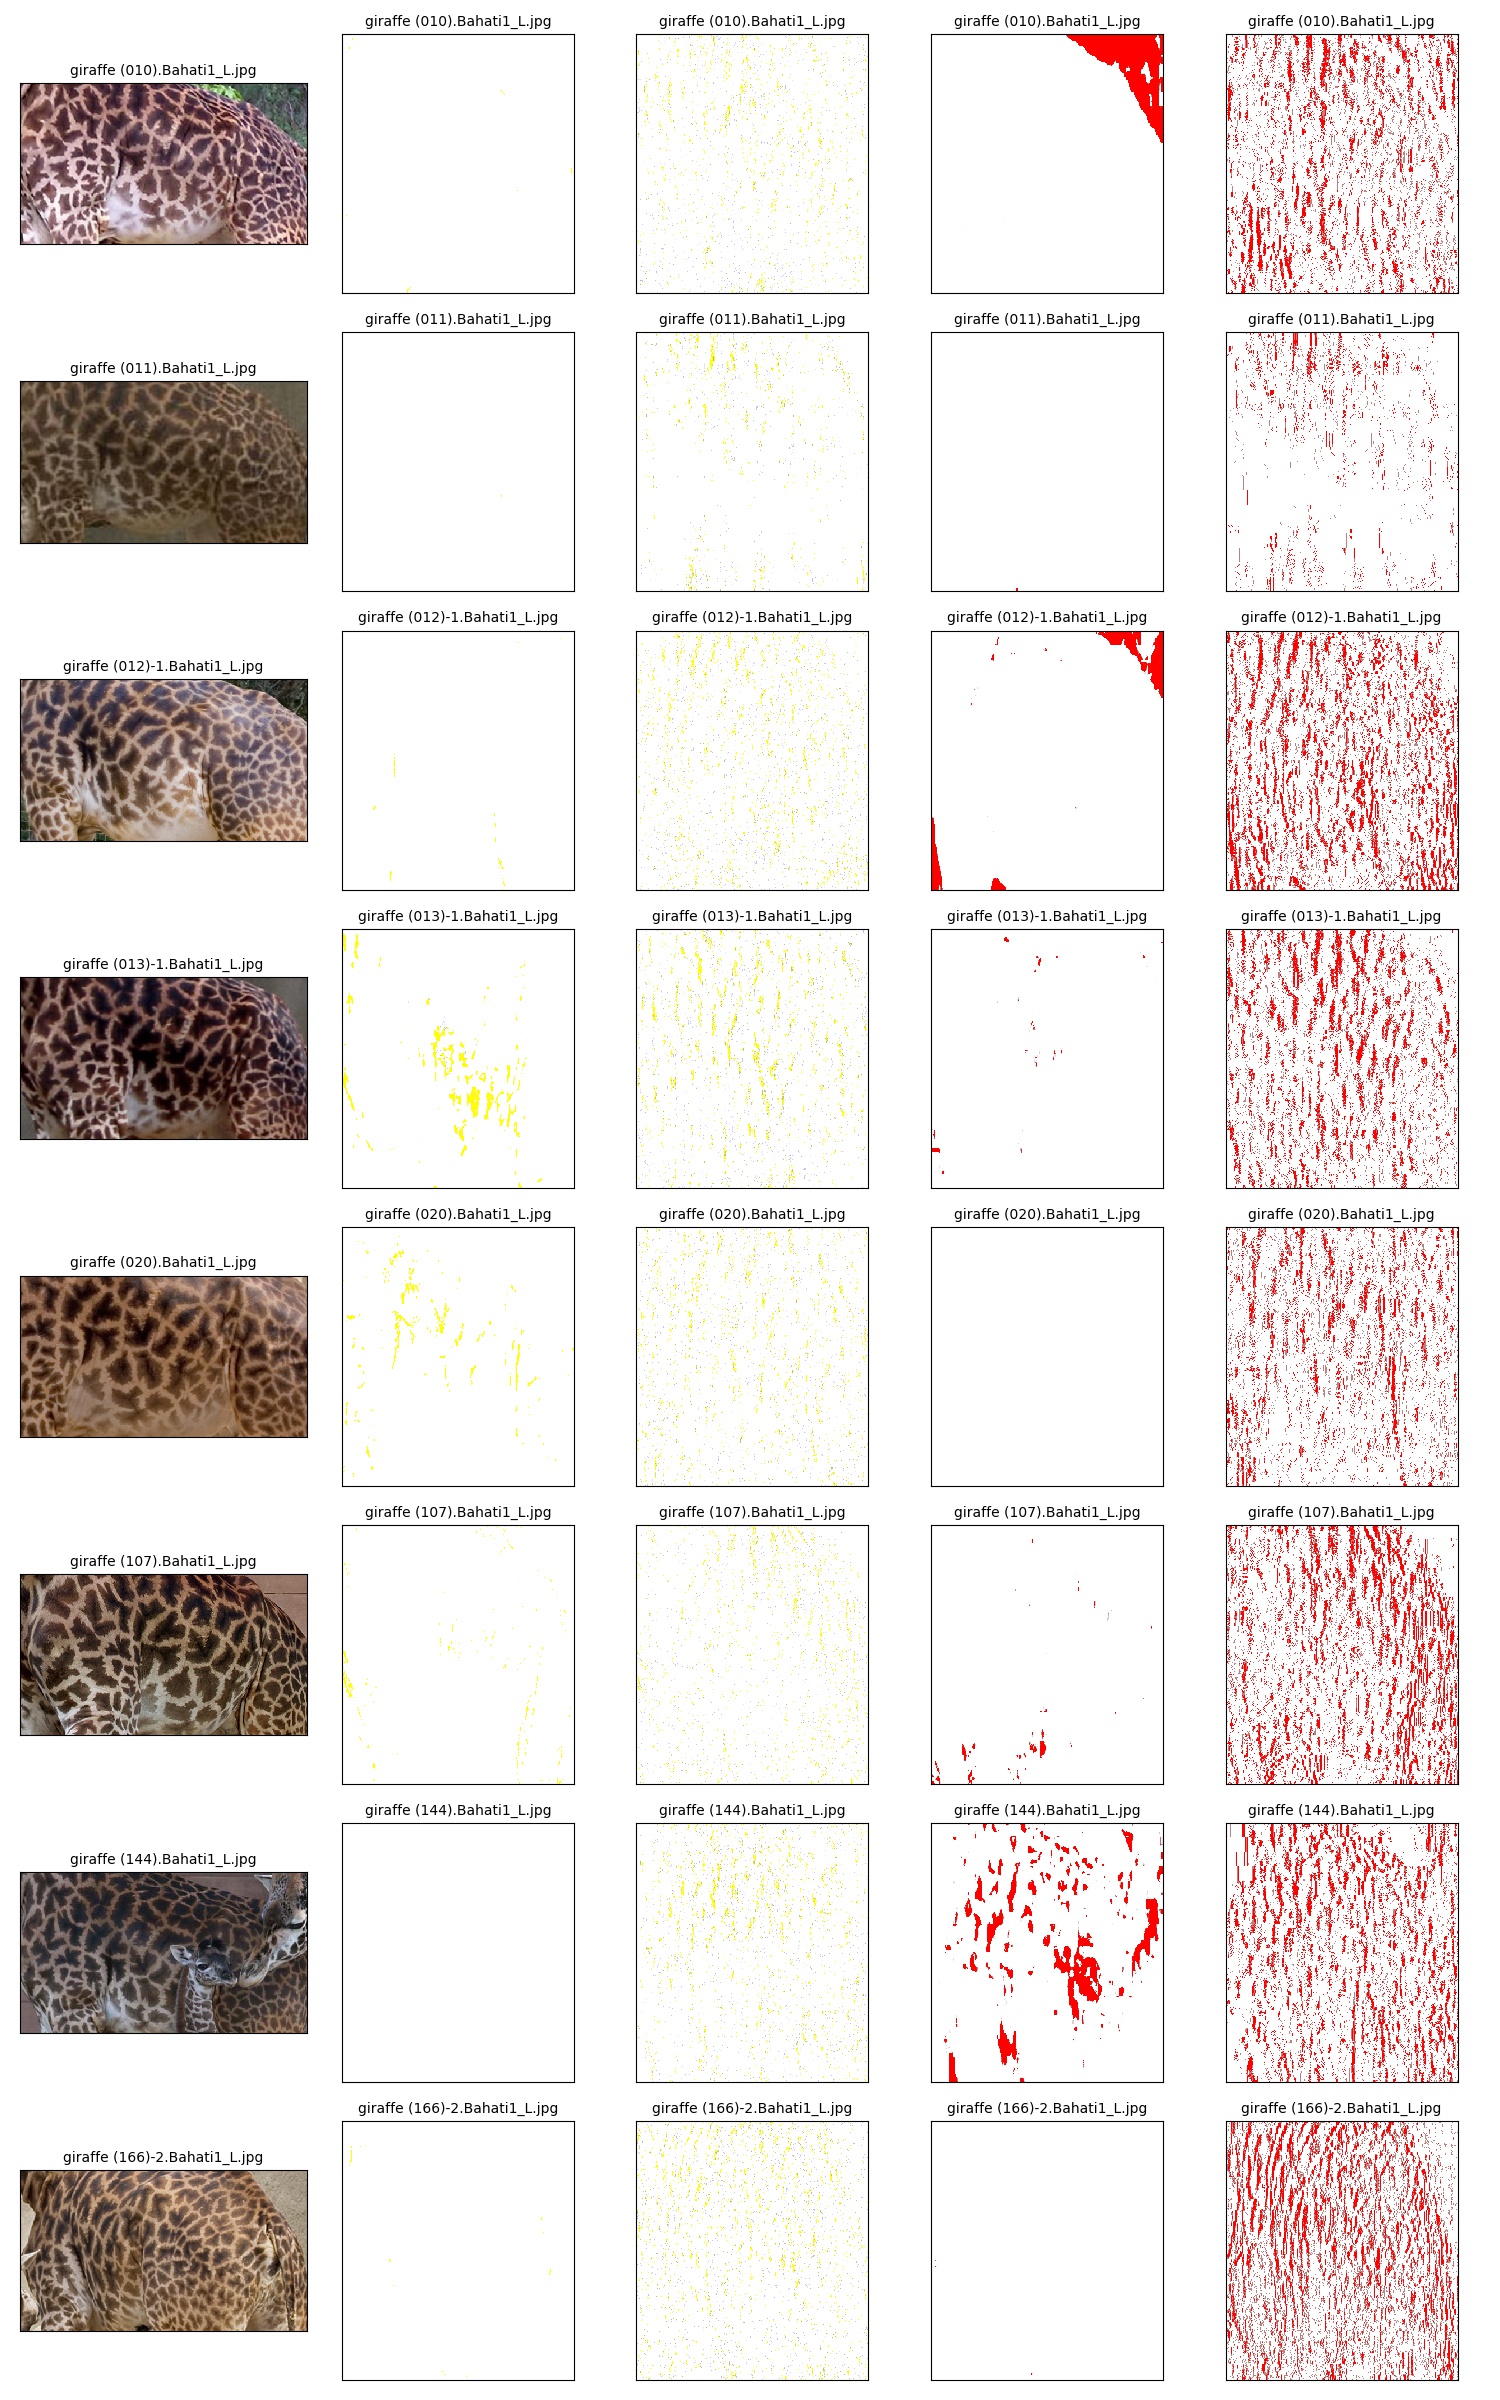 giraffe (010).Bahati1_L.jpg
giraffe (010).Bahati1_L.jpg
giraffe (010).Bahati1_L.jpg
giraffe (010).Bahati1_L.jpg
giraffe (010).Bahati1_L.jpg
giraffe (011).Bahati1_L.jpg
giraffe (011).Bahati1_L.jpg
giraffe (011).Bahati1_L.jpg
giraffe (011).Bahati1_L.jpg
giraffe (011).Bahati1_L.jpg
giraffe (012)-1.Bahati1_L.jpg
giraffe (012)-1.Bahati1_L.jpg
giraffe (012)-1.Bahati1_L.jpg
giraffe (012)-1.Bahati1_L.jpg
giraffe (012)-1.Bahati1_L.jpg
giraffe (013)-1.Bahati1_L.jpg
giraffe (013)-1.Bahati1_L.jpg
giraffe (013)-1.Bahati1_L.jpg
giraffe (013)-1.Bahati1_L.jpg
giraffe (013)-1.Bahati1_L.jpg
giraffe (020).Bahati1_L.jpg
giraffe (020).Bahati1_L.jpg
giraffe (020).Bahati1_L.jpg
giraffe (020).Bahati1_L.jpg
giraffe (020).Bahati1_L.jpg
giraffe (107).Bahati1_L.jpg
giraffe (107).Bahati1_L.jpg
giraffe (107).Bahati1_L.jpg
giraffe (107).Bahati1_L.jpg
giraffe (107).Bahati1_L.jpg
giraffe (144).Bahati1_L.jpg
giraffe (144).Bahati1_L.jpg
giraffe (144).Bahati1_L.jpg
giraffe (144).Bahati1_L.jpg
giraffe (144).Bahati1_L.jpg
giraffe (166)-2.Bahati1_L.jpg
giraffe (166)-2.Bahati1_L.jpg
giraffe (166)-2.Bahati1_L.jpg
giraffe (166)-2.Bahati1_L.jpg
giraffe (166)-2.Bahati1_L.jpg